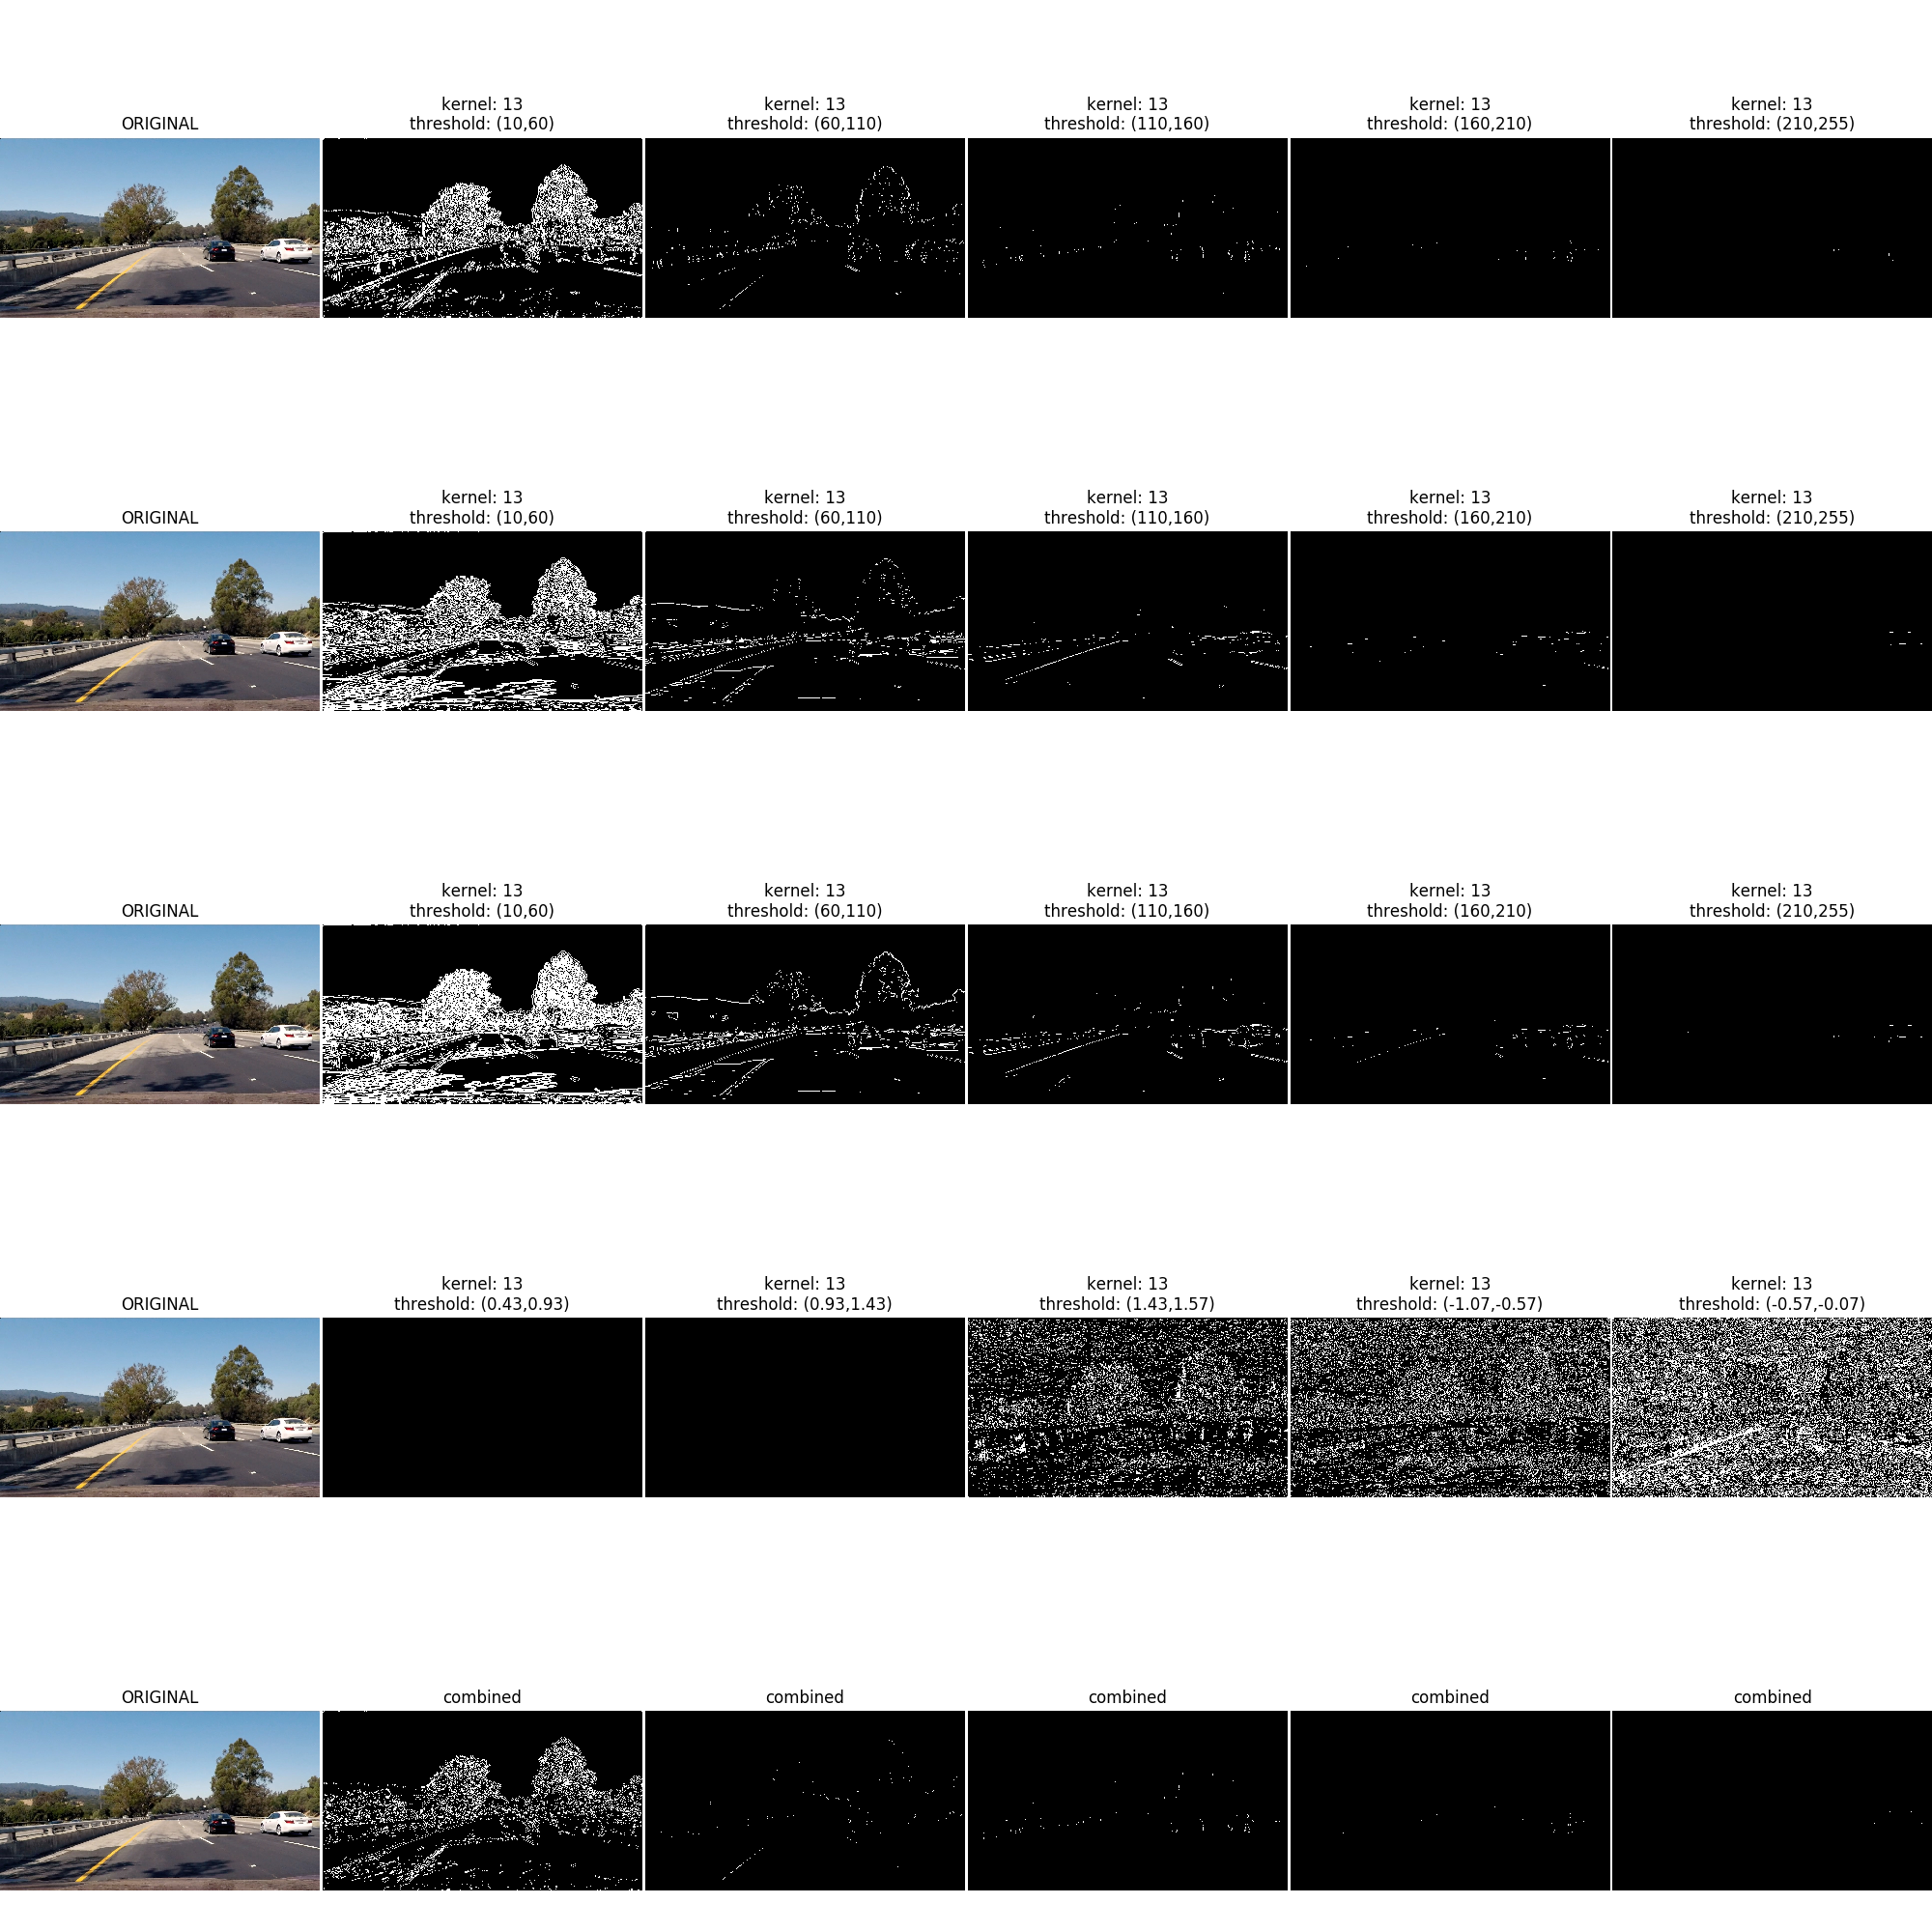 ORIGINAL
kernel: 13
threshold: (10,60)
kernel: 13
threshold: (60,110)
kernel: 13
threshold: (110,160)
kernel: 13
threshold: (160,210)
kernel: 13
threshold: (210,255)
ORIGINAL
kernel: 13
threshold: (10,60)
kernel: 13
threshold: (60,110)
kernel: 13
threshold: (110,160)
kernel: 13
threshold: (160,210)
kernel: 13
threshold: (210,255)
ORIGINAL
kernel: 13
threshold: (10,60)
kernel: 13
threshold: (60,110)
kernel: 13
threshold: (110,160)
kernel: 13
threshold: (160,210)
kernel: 13
threshold: (210,255)
ORIGINAL
kernel: 13
threshold: (0.43,0.93)
kernel: 13
threshold: (0.93,1.43)
kernel: 13
threshold: (1.43,1.57)
kernel: 13
threshold: (-1.07,-0.57)
kernel: 13
threshold: (-0.57,-0.07)
ORIGINAL
combined
combined
combined
combined
combined